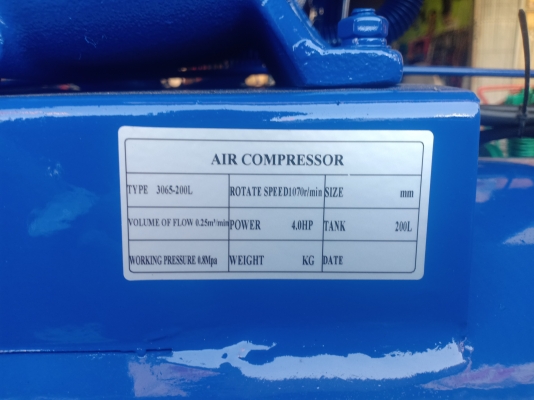 AIR COMPRESSOR
TYPE 3065-200L ROTATE SPEED1070r/min SIZE mm
VOLUME OF FLOW 0.25m³/min POWER 4.0HP TANK 200L
WORKING PRESSURE 0.8Mpa WEIGHT KG DATE